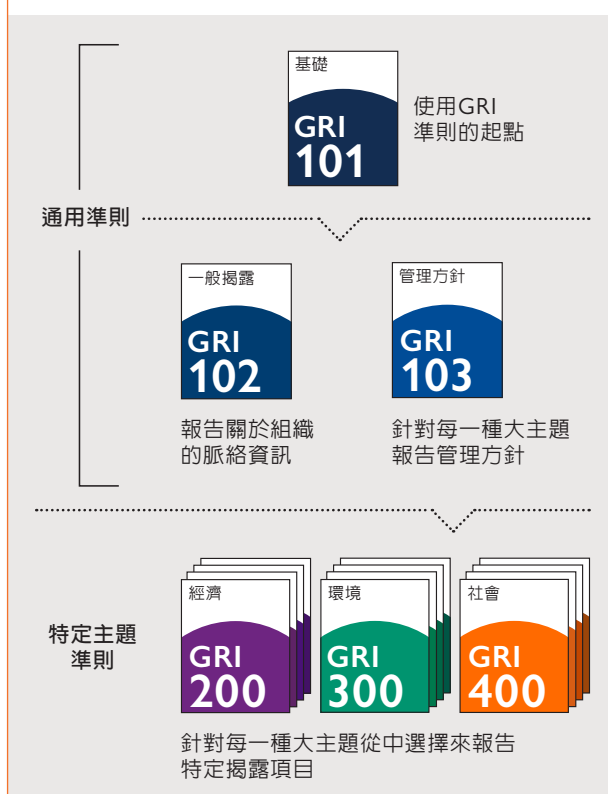 基礎
GRI
101
使用GRI
準則的起點
通用準則
一般揭露
GRI
102
管理方針
GRI
103
報告關於組織
的脈絡資訊
針對每一種大主題
報告管理方針
特定主題
準則
經濟
GRI
200
環境
GRI
300
社會
GRI
400
針對每一種大主題從中選擇來報告
特定揭露項目